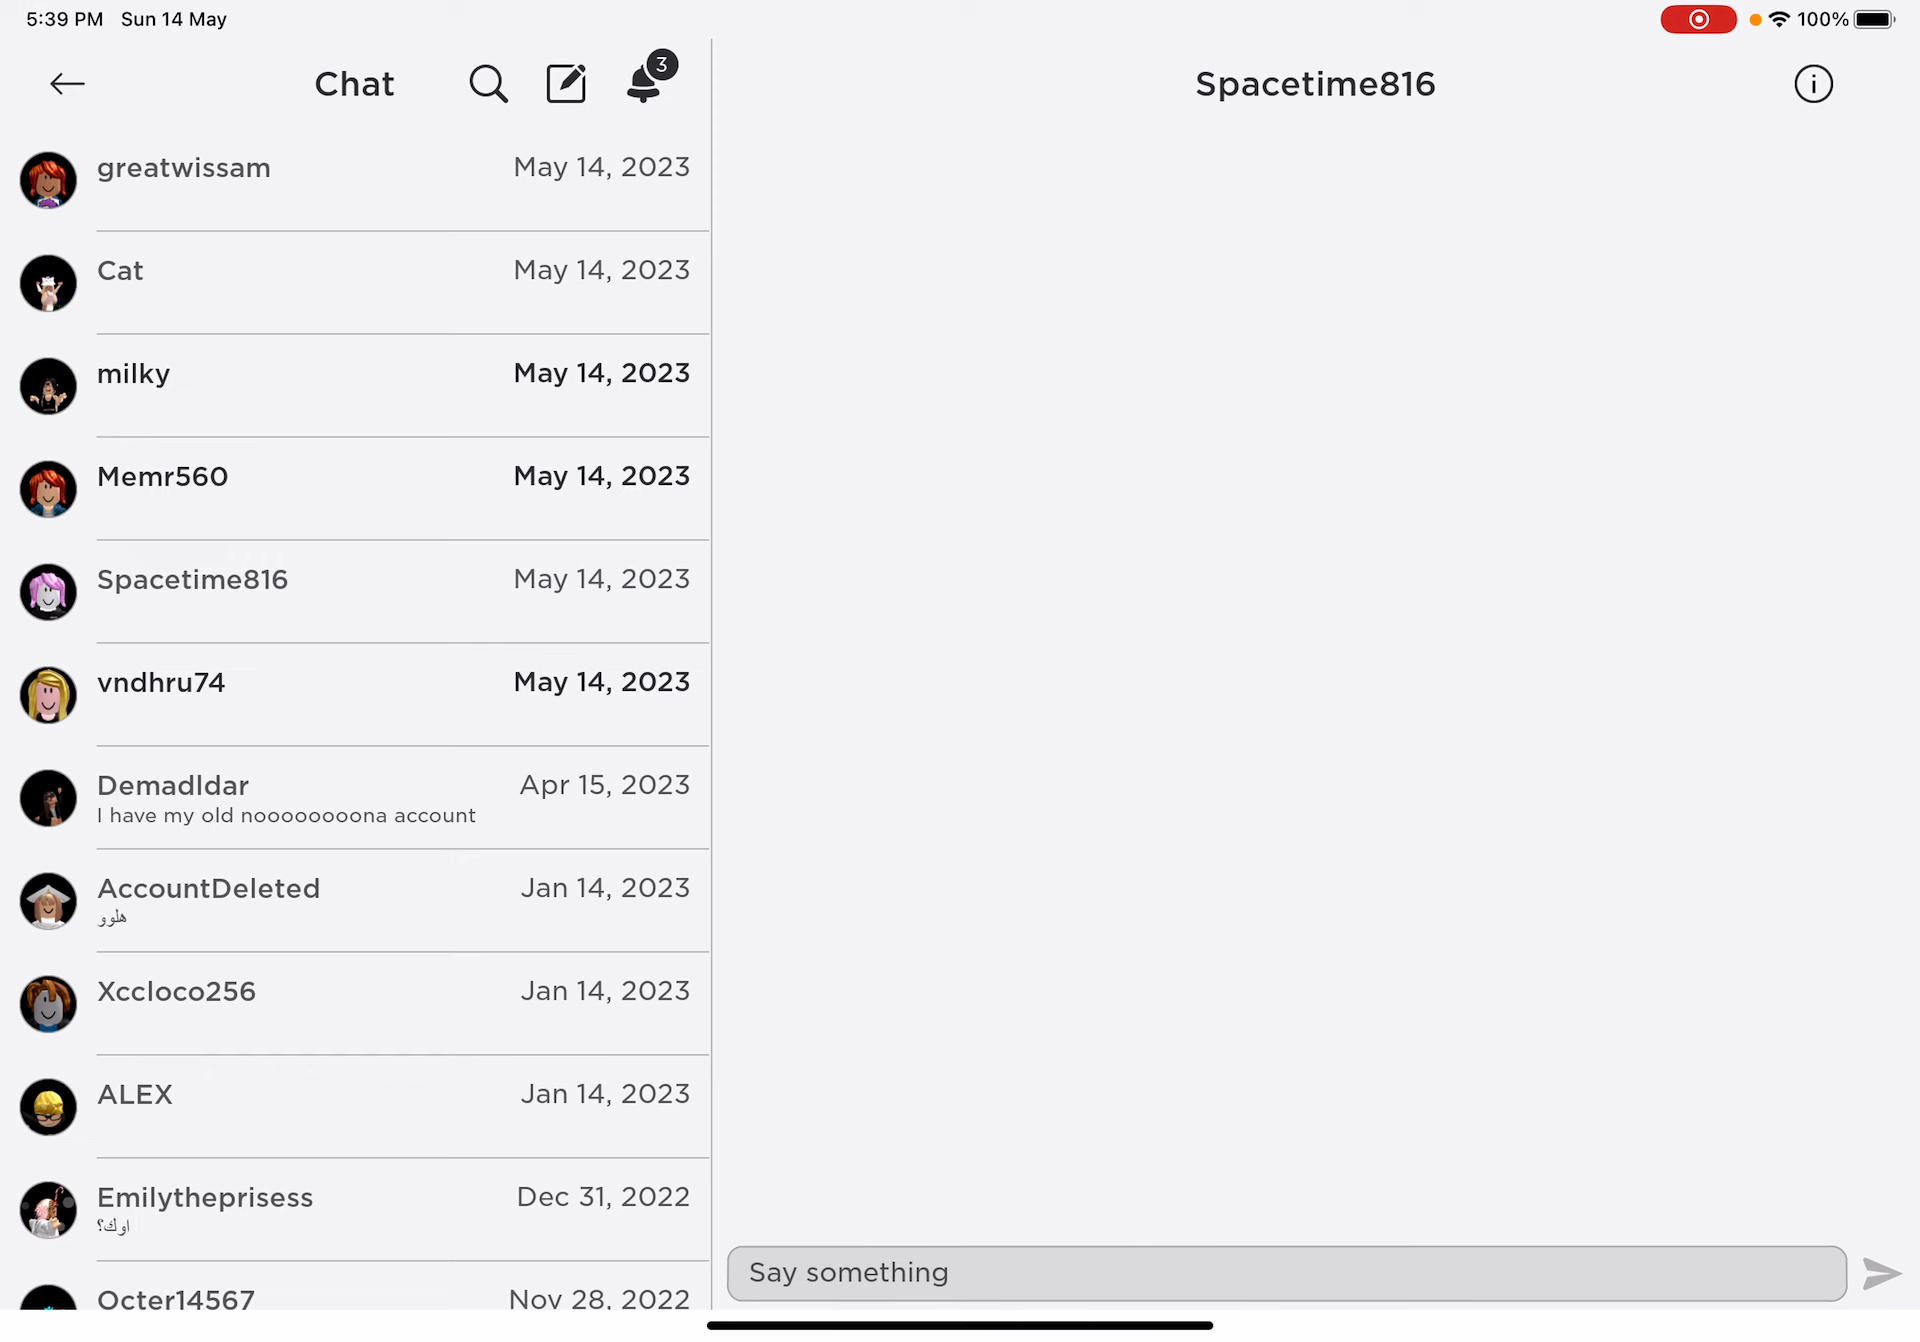 5:39 PM Sun 14 May
100%
Chat
3
Spacetime816
greatwissam May 14, 2023
Cat May 14, 2023
milky May 14, 2023
Memr560 May 14, 2023
Spacetime816 May 14, 2023
vndhru74 May 14, 2023
Demadldar Apr 15, 2023
I have my old noooooooona account
AccountDeleted Jan 14, 2023
هلوو
Xccloco256 Jan 14, 2023
ALEX Jan 14, 2023
Emilytheprisess Dec 31, 2022
اوك؟
Octer14567 Nov 28, 2022
Say something